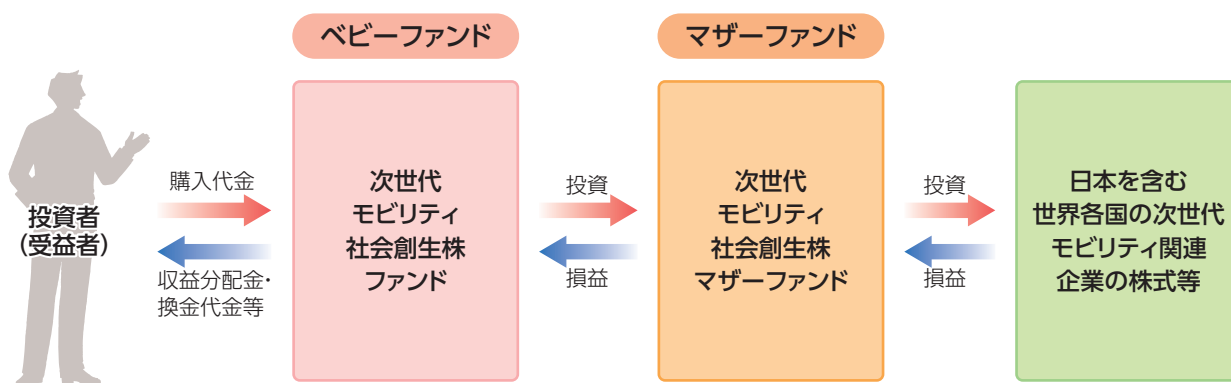 ベビーファンド
マザーファンド
投資者
(受益者)
購入代金
収益分配金・
換金代金等
次世代
モビリティ
社会創生株
ファンド
投資
損益
次世代
モビリティ
社会創生株
マザーファンド
投資
損益
日本を含む
世界各国の次世代
モビリティ関連
企業の株式等